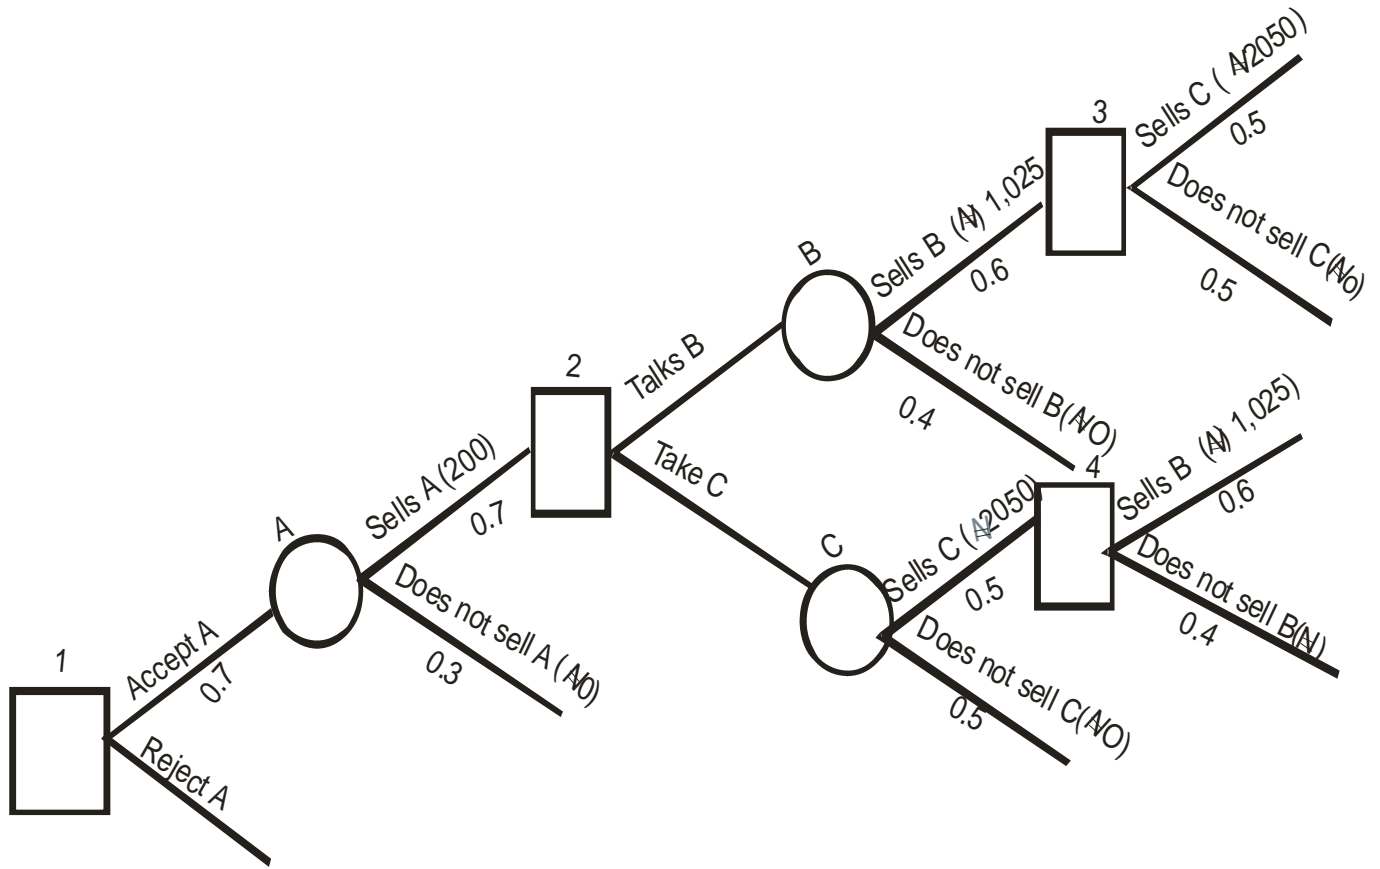 1
Accept A
0.7
Reject A
A
Sells A (200)
0.7
Does not sell A (₦0)
0.3
2
Talks B
Take C
B
Sells B (₦) 1,025
0.6
Does not sell B(₦O)
0.4
3
Sells C ( ₦2050)
0.5
Does not sell C(₦o)
0.5
C
Sells C (₦2050)
0.5
Does not sell C(₦O)
0.5
4
Sells B (₦) 1,025)
0.6
Does not sell B(₦)
0.4